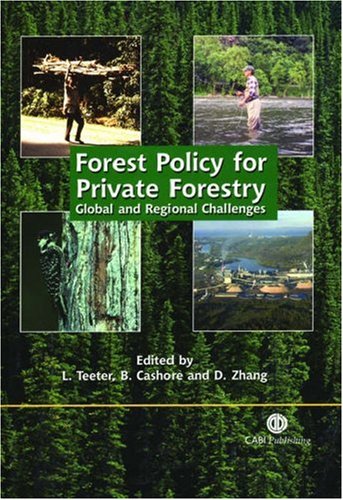 Forest Policy for
Private Forestry
Global and Regional Challenges
Edited by
L. Teeter, B. Cashore and D. Zhang
CABI Publishing